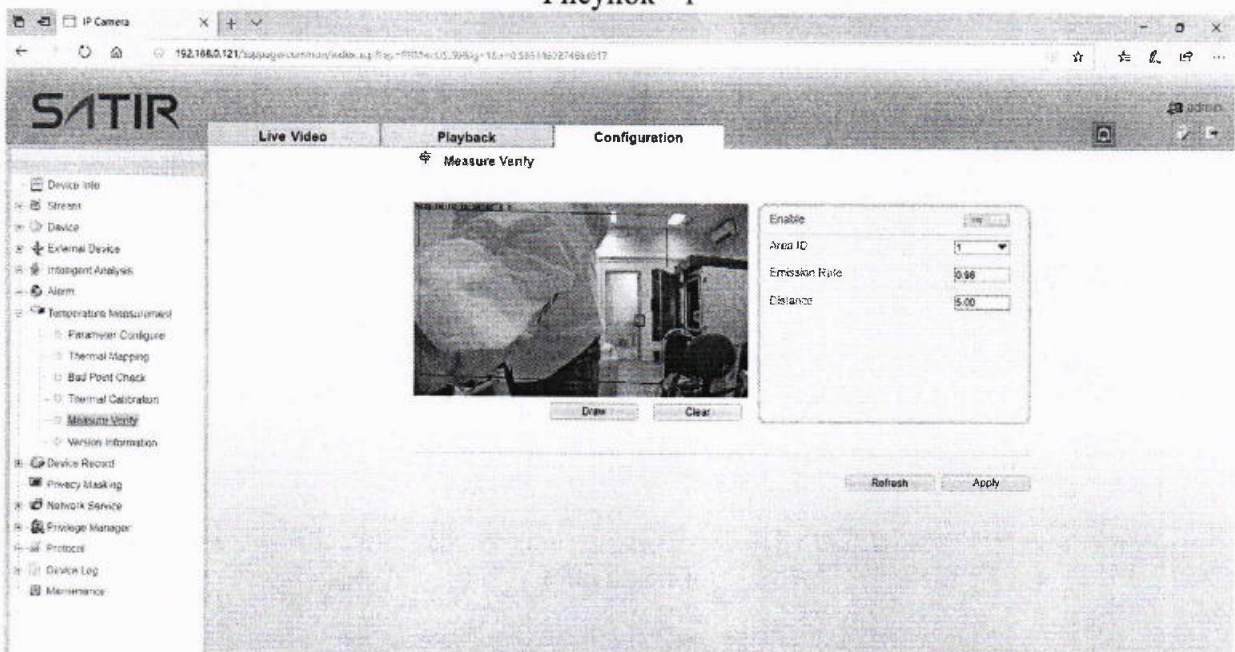 IP Camera
192.168.0.121/
SATIR
admin
Live Video
Playback
Configuration
Measure Verify
Device Info
Stream
Device
External Device
Intelligent Analysis
Alarm
Temperature Measurement
Parameter Configure
Thermal Mapping
Bad Point Check
Thermal Calibration
Measure Verify
Version Information
Device Record
Privacy Masking
Network Service
Privilege Manager
Protocol
Device Log
Maintenance
Enable
Area ID
1
Emission Rate
0.98
Distance
5.00
Draw
Clear
Refresh
Apply